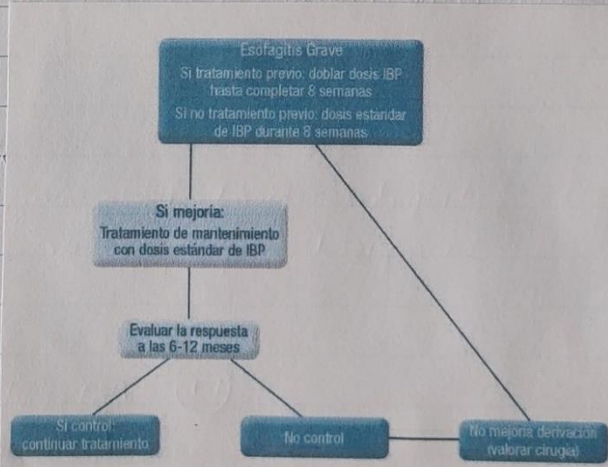 Esofagitis Grave
Si tratamiento previo: doblar dosis IBP
hasta completar 8 semanas
Si no tratamiento previo: dosis estándar
de IBP durante 8 semanas
Si mejoría:
Tratamiento de mantenimiento
con dosis estándar de IBP
Evaluar la respuesta
a las 6-12 meses
Si control:
continuar tratamiento
No control
No mejoría derivación
(valorar cirugía)